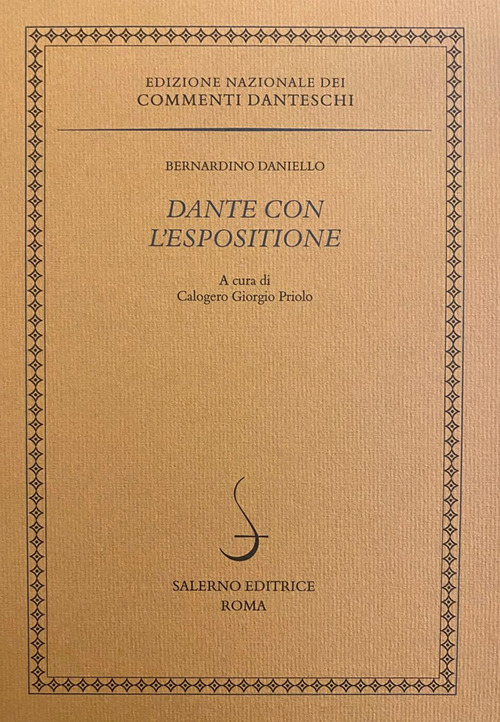 EDIZIONE NAZIONALE DEI
COMMENTI DANTESCHI
BERNARDINO DANIELLO
DANTE CON
L'ESPOSITIONE
A cura di
Calogero Giorgio Priolo
SALERNO EDITRICE
ROMA